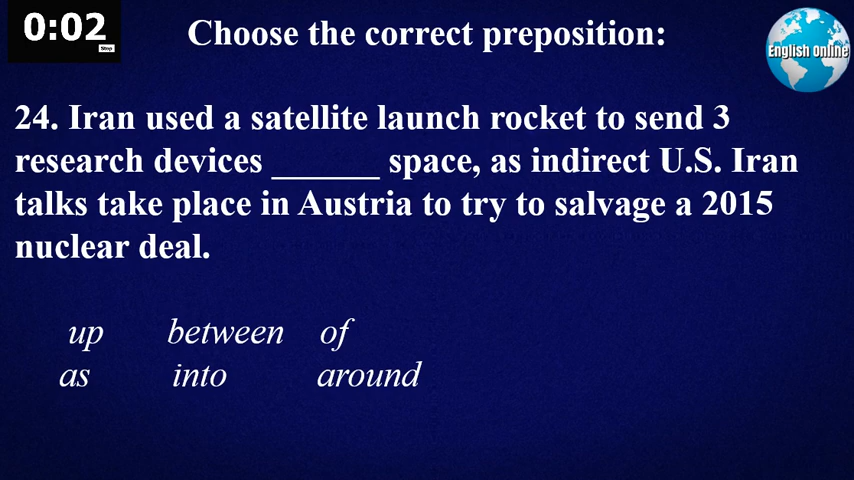 0:02
Stop
Choose the correct preposition:
English Online
24. Iran used a satellite launch rocket to send 3
research devices ______ space, as indirect U.S. Iran
talks take place in Austria to try to salvage a 2015
nuclear deal.
up between of
as into around